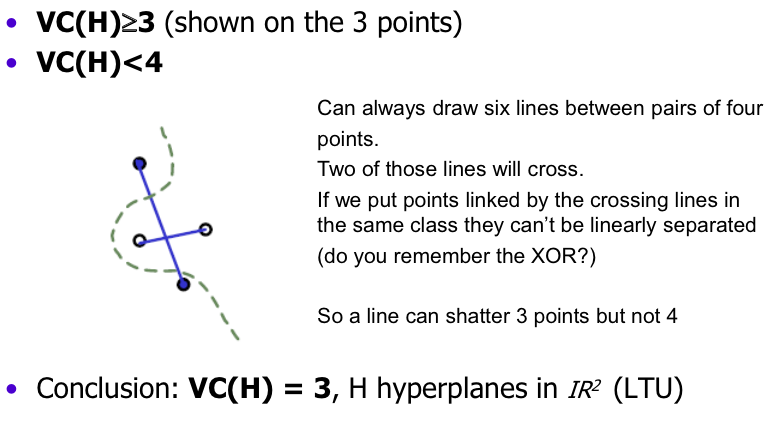 • VC(H)≥3 (shown on the 3 points)
• VC(H)<4
Can always draw six lines between pairs of four
points.
Two of those lines will cross.
If we put points linked by the crossing lines in
the same class they can’t be linearly separated
(do you remember the XOR?)
So a line can shatter 3 points but not 4
• Conclusion: VC(H) = 3, H hyperplanes in IR² (LTU)